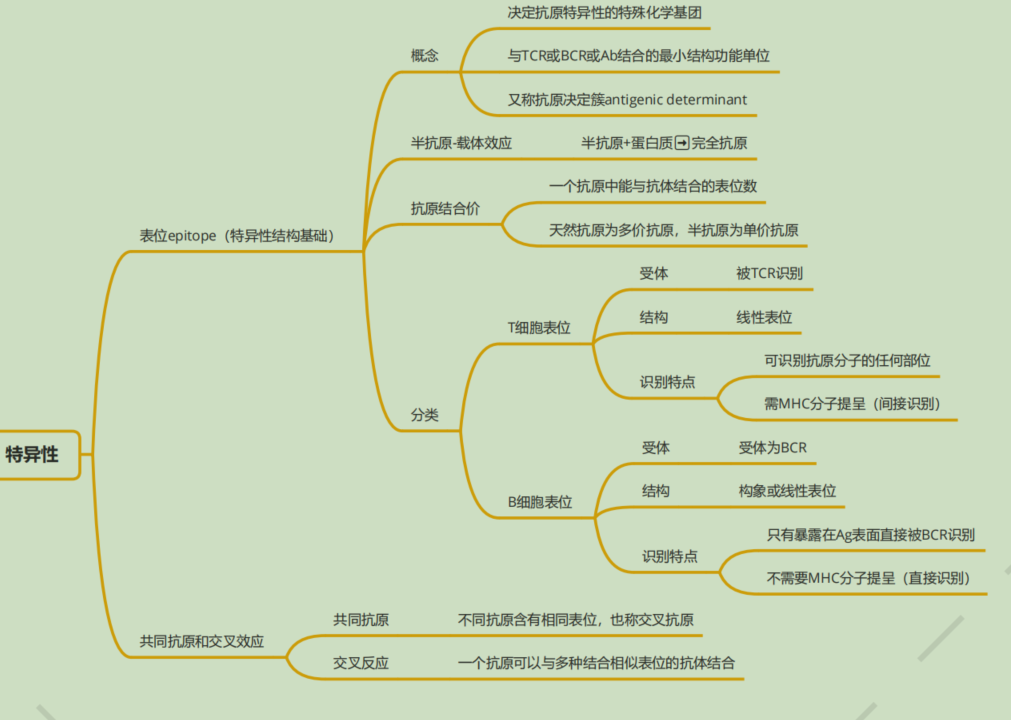 特异性
表位epitope（特异性结构基础）
概念
决定抗原特异性的特殊化学基团
与TCR或BCR或Ab结合的最小结构功能单位
又称抗原决定簇antigenic determinant
半抗原-载体效应
半抗原+蛋白质➡完全抗原
抗原结合价
一个抗原中能与抗体结合的表位数
天然抗原为多价抗原，半抗原为单价抗原
分类
T细胞表位
受体
被TCR识别
结构
线性表位
识别特点
可识别抗原分子的任何部位
需MHC分子提呈（间接识别）
B细胞表位
受体
受体为BCR
结构
构象或线性表位
识别特点
只有暴露在Ag表面直接被BCR识别
不需要MHC分子提呈（直接识别）
共同抗原和交叉效应
共同抗原
不同抗原含有相同表位，也称交叉抗原
交叉反应
一个抗原可以与多种结合相似表位的抗体结合